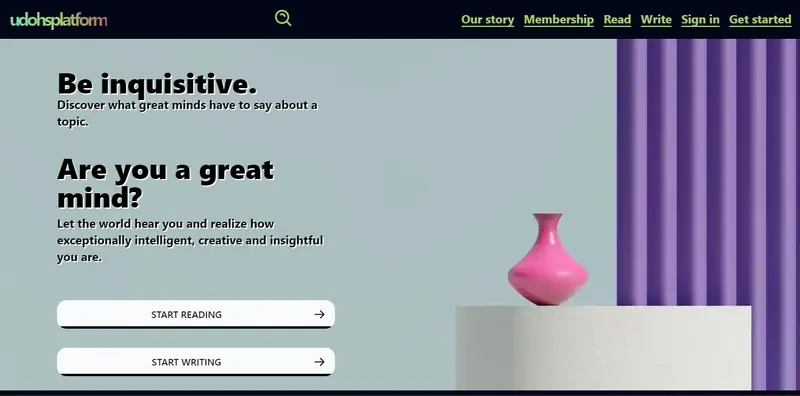 udohsplatform
Our story Membership Read Write Sign in Get started
Be inquisitive.
Discover what great minds have to say about a
topic.
Are you a great
mind?
Let the world hear you and realize how
exceptionally intelligent, creative and insightful
you are.
START READING
START WRITING